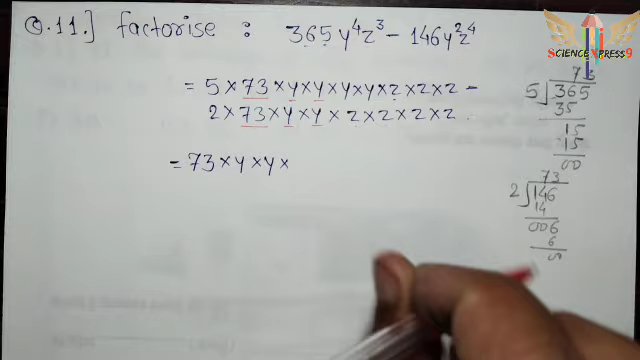 Q.11.] factorise : 365y⁴z³ - 146y²z⁴
= 5 × 73 × y × y × y × y × z × z × z -
2 × 73 × y × y × z × z × z × z .
= 73 × y × y ×
SCIENCE XPRESS9
73
5 √365
35
15
15
00
73
2 √146
14
006
6
0